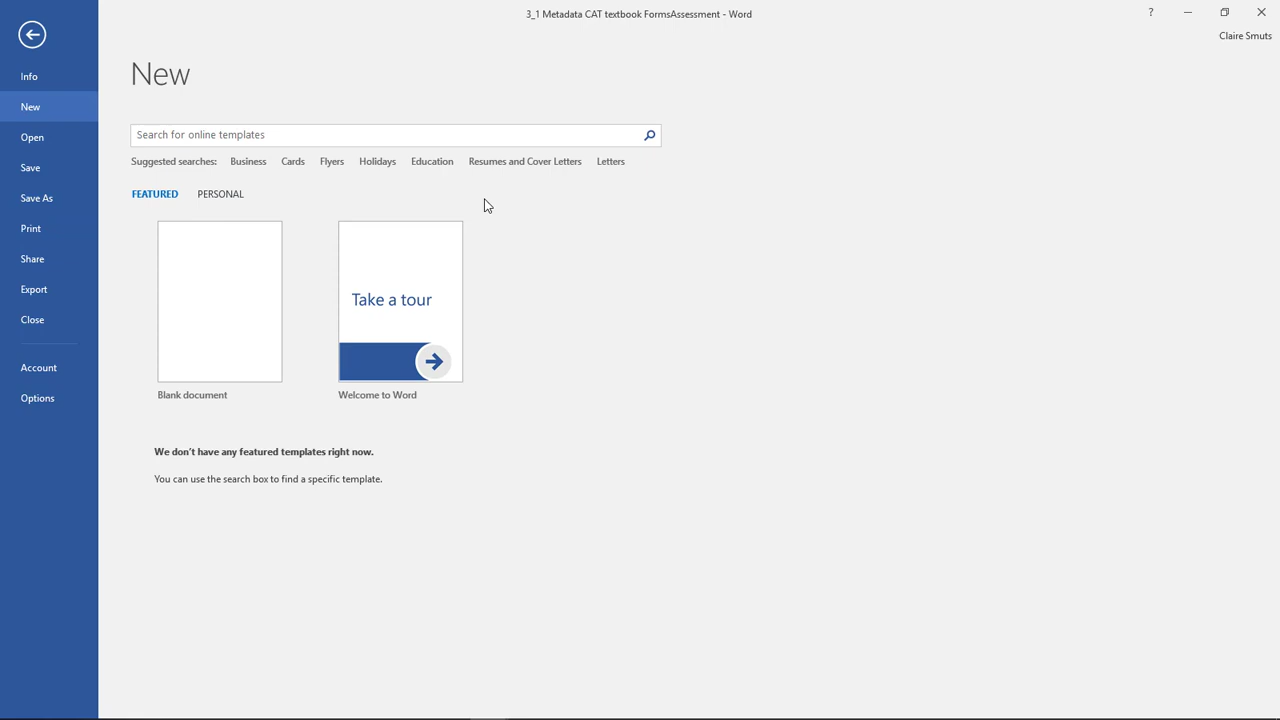 3_1 Metadata CAT textbook FormsAssessment - Word
?
Claire Smuts
Info
New
Open
Save
Save As
Print
Share
Export
Close
Account
Options
New
Search for online templates
Suggested searches: Business Cards Flyers Holidays Education Resumes and Cover Letters Letters
FEATURED PERSONAL
Take a tour
Blank document Welcome to Word
We don't have any featured templates right now.
You can use the search box to find a specific template.